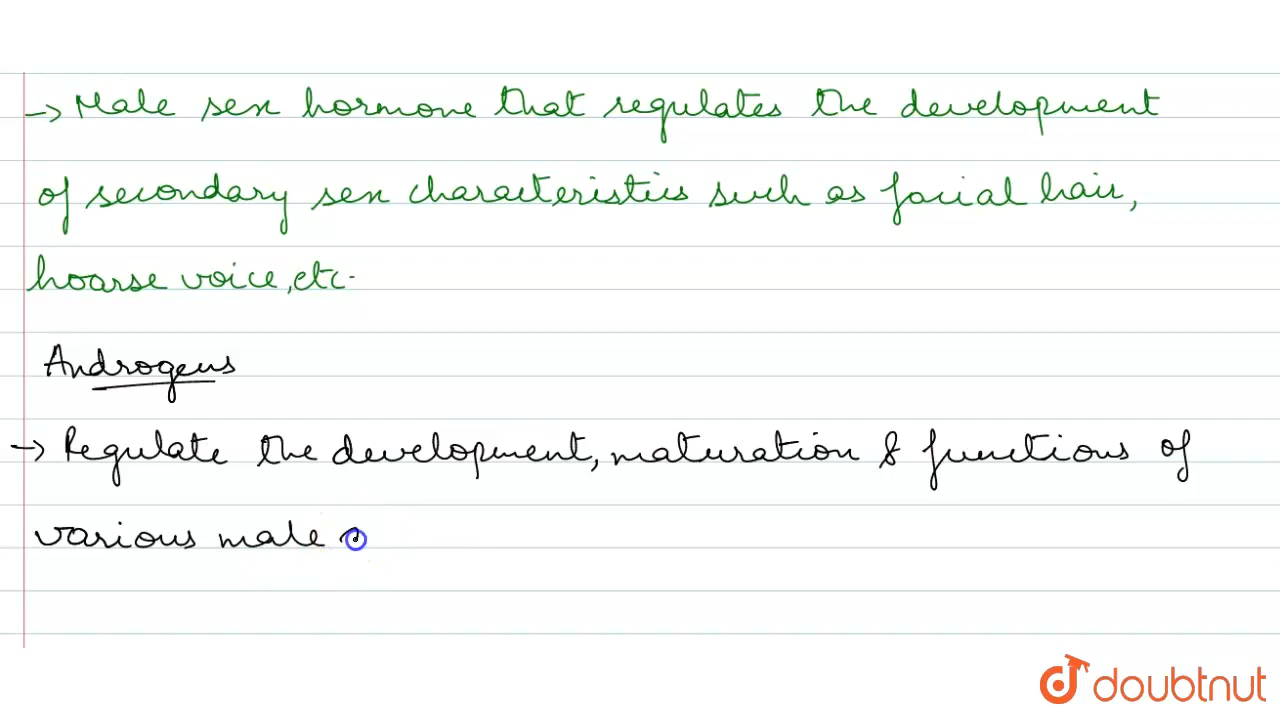 → Male sex hormone that regulates the development
of secondary sex characteristics such as facial hair,
hoarse voice, etc.
Androgens
→ Regulate the development, maturation & functions of
various male
doubtnut